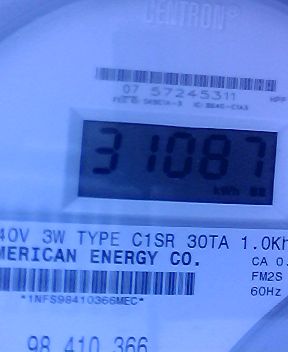 CENTRON®
07 57245311
31087
kWh
40V 3W TYPE C1SR 30TA 1.0Kh
MERICAN ENERGY CO.
CA 0.
FM2S
60Hz
*1NFS98410366MEC*
98 410 366